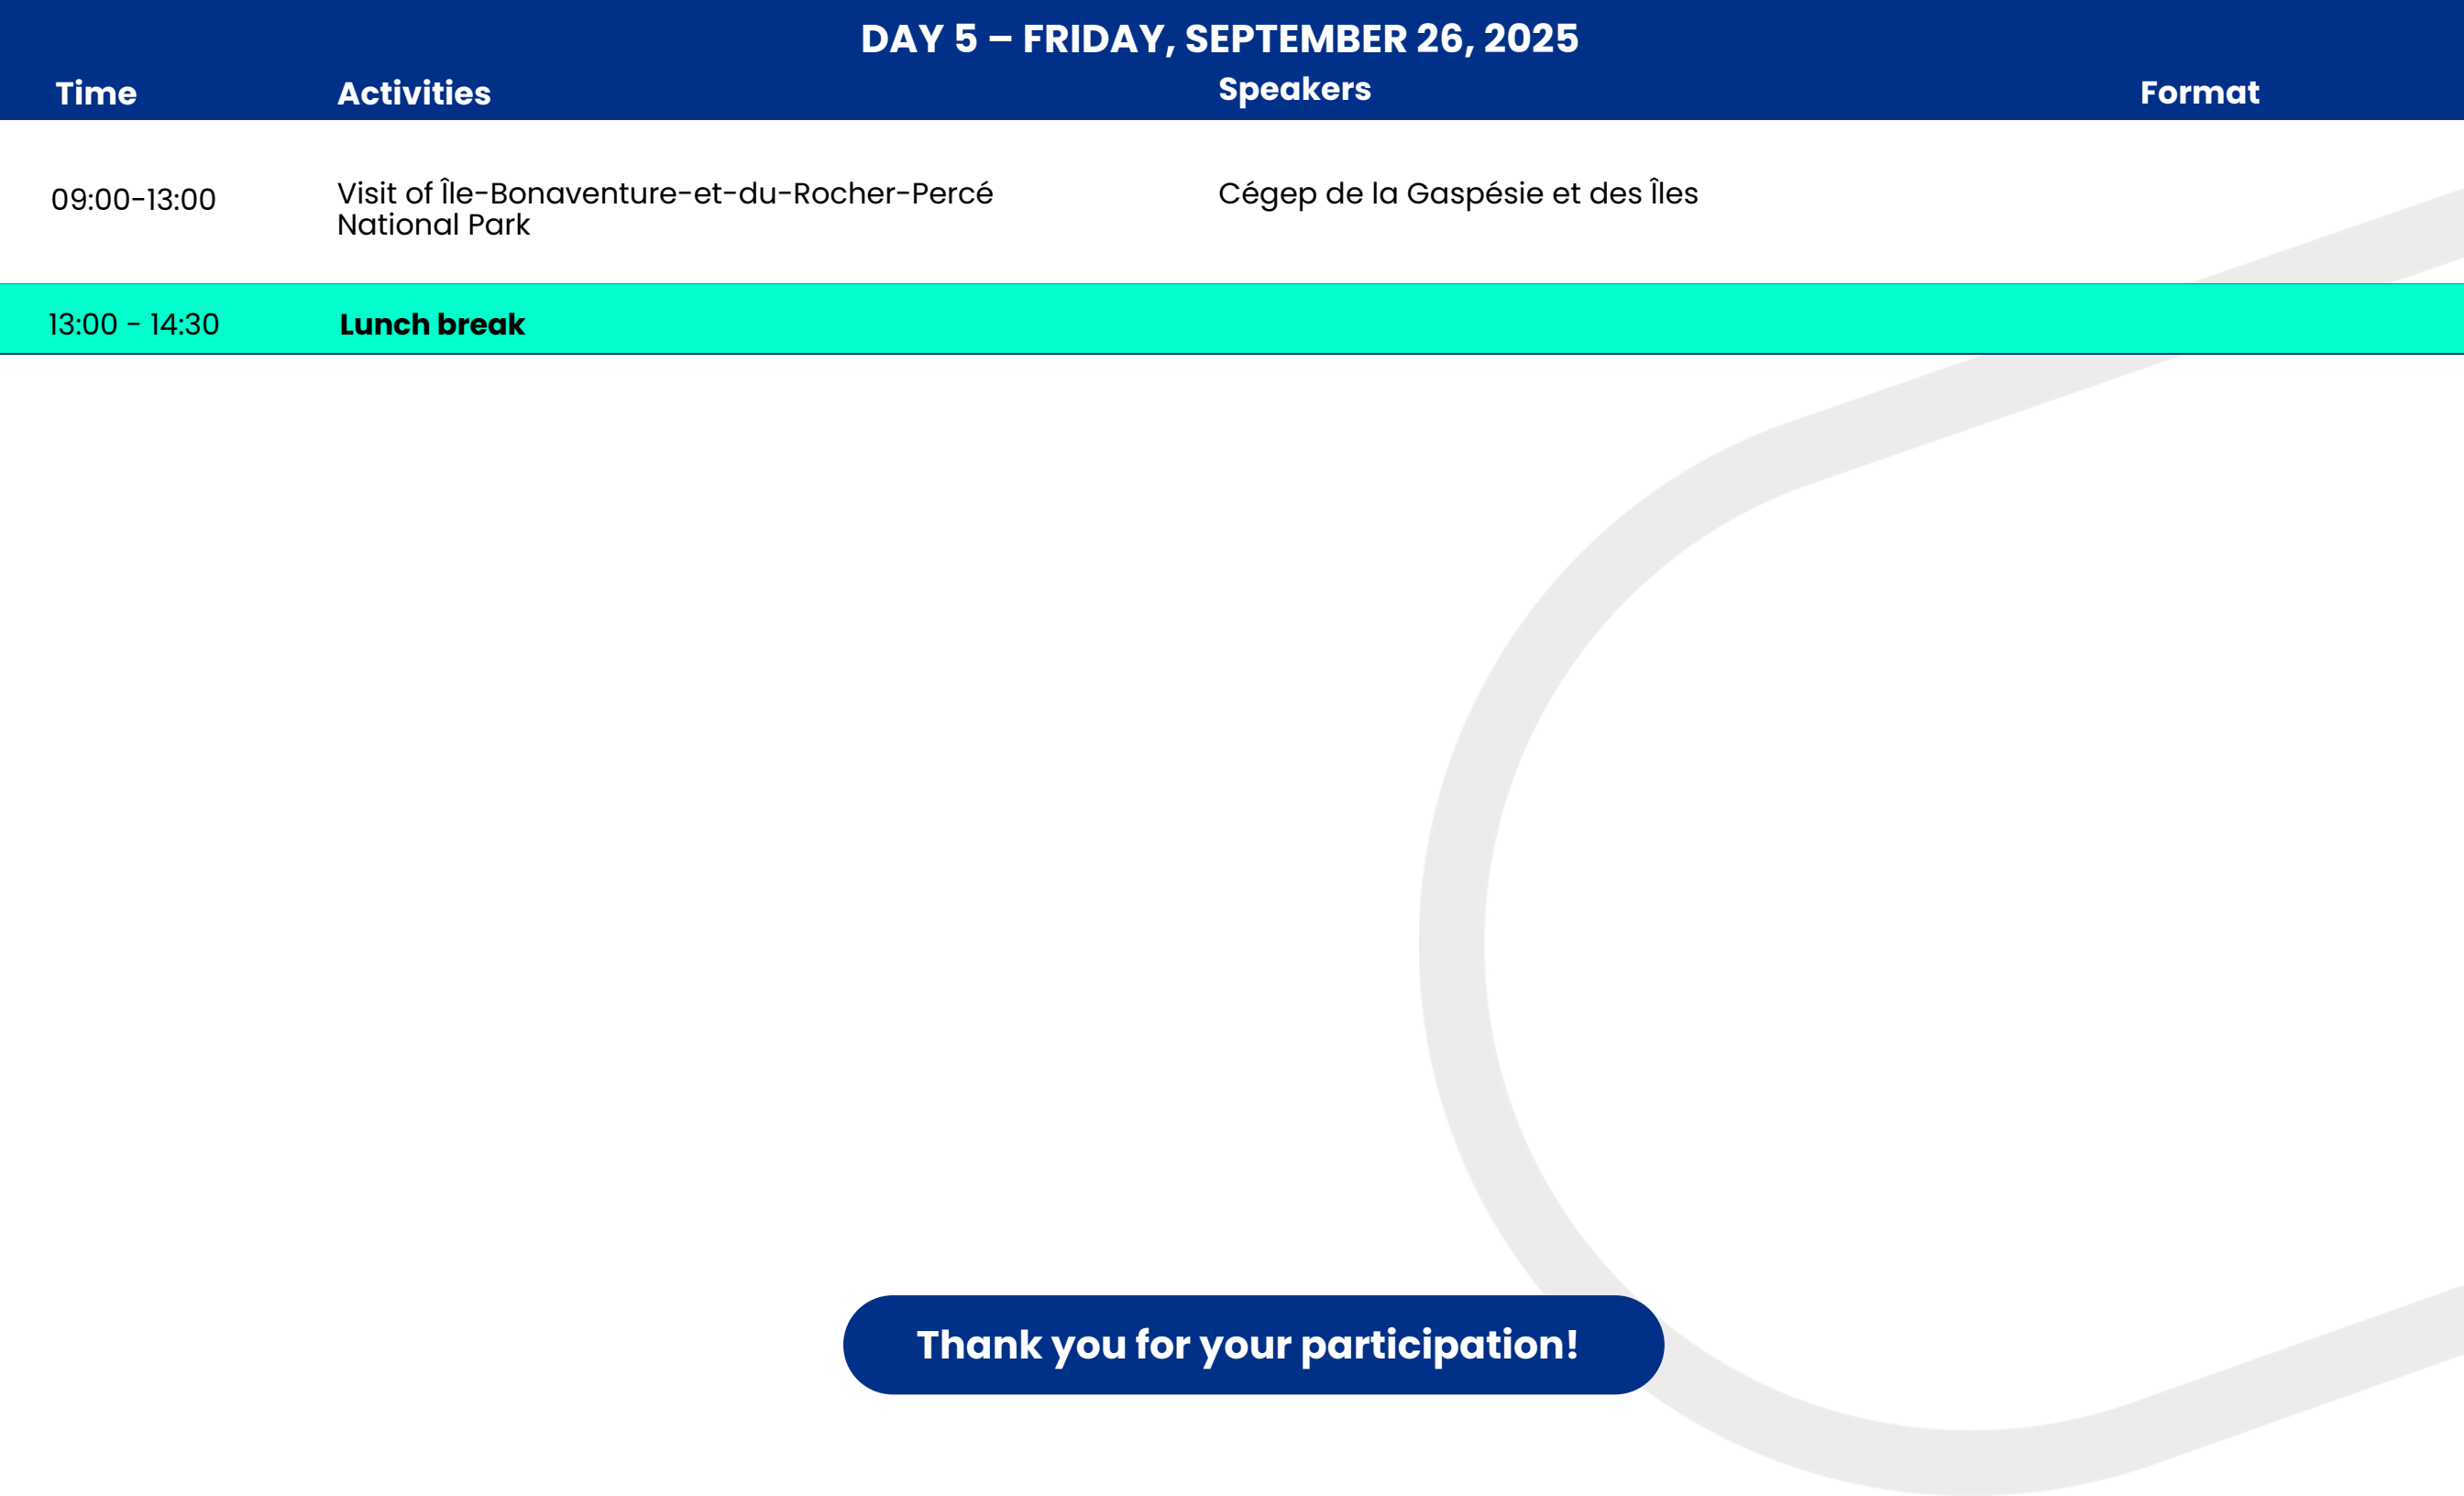 DAY 5 – FRIDAY, SEPTEMBER 26, 2025
Time Activities Speakers Format
09:00-13:00 Visit of Île-Bonaventure-et-du-Rocher-Percé Cégep de la Gaspésie et des Îles
National Park
13:00 - 14:30 Lunch break
Thank you for your participation!